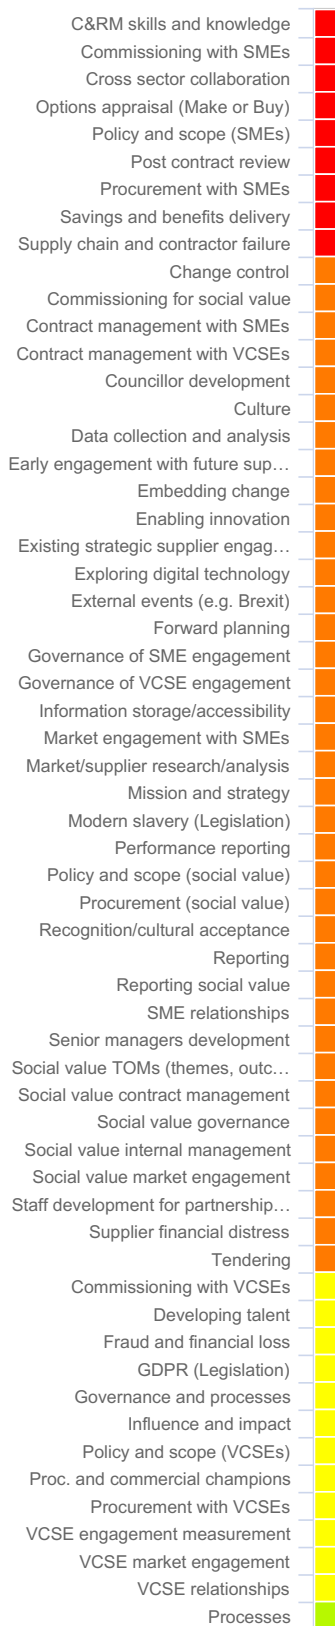 C&RM skills and knowledge
Commissioning with SMEs
Cross sector collaboration
Options appraisal (Make or Buy)
Policy and scope (SMEs)
Post contract review
Procurement with SMEs
Savings and benefits delivery
Supply chain and contractor failure
Change control
Commissioning for social value
Contract management with SMEs
Contract management with VCSEs
Councillor development
Culture
Data collection and analysis
Early engagement with future sup…
Embedding change
Enabling innovation
Existing strategic supplier engag…
Exploring digital technology
External events (e.g. Brexit)
Forward planning
Governance of SME engagement
Governance of VCSE engagement
Information storage/accessibility
Market engagement with SMEs
Market/supplier research/analysis
Mission and strategy
Modern slavery (Legislation)
Performance reporting
Policy and scope (social value)
Procurement (social value)
Recognition/cultural acceptance
Reporting
Reporting social value
SME relationships
Senior managers development
Social value TOMs (themes, outc…
Social value contract management
Social value governance
Social value internal management
Social value market engagement
Staff development for partnership…
Supplier financial distress
Tendering
Commissioning with VCSEs
Developing talent
Fraud and financial loss
GDPR (Legislation)
Governance and processes
Influence and impact
Policy and scope (VCSEs)
Proc. and commercial champions
Procurement with VCSEs
VCSE engagement measurement
VCSE market engagement
VCSE relationships
Processes